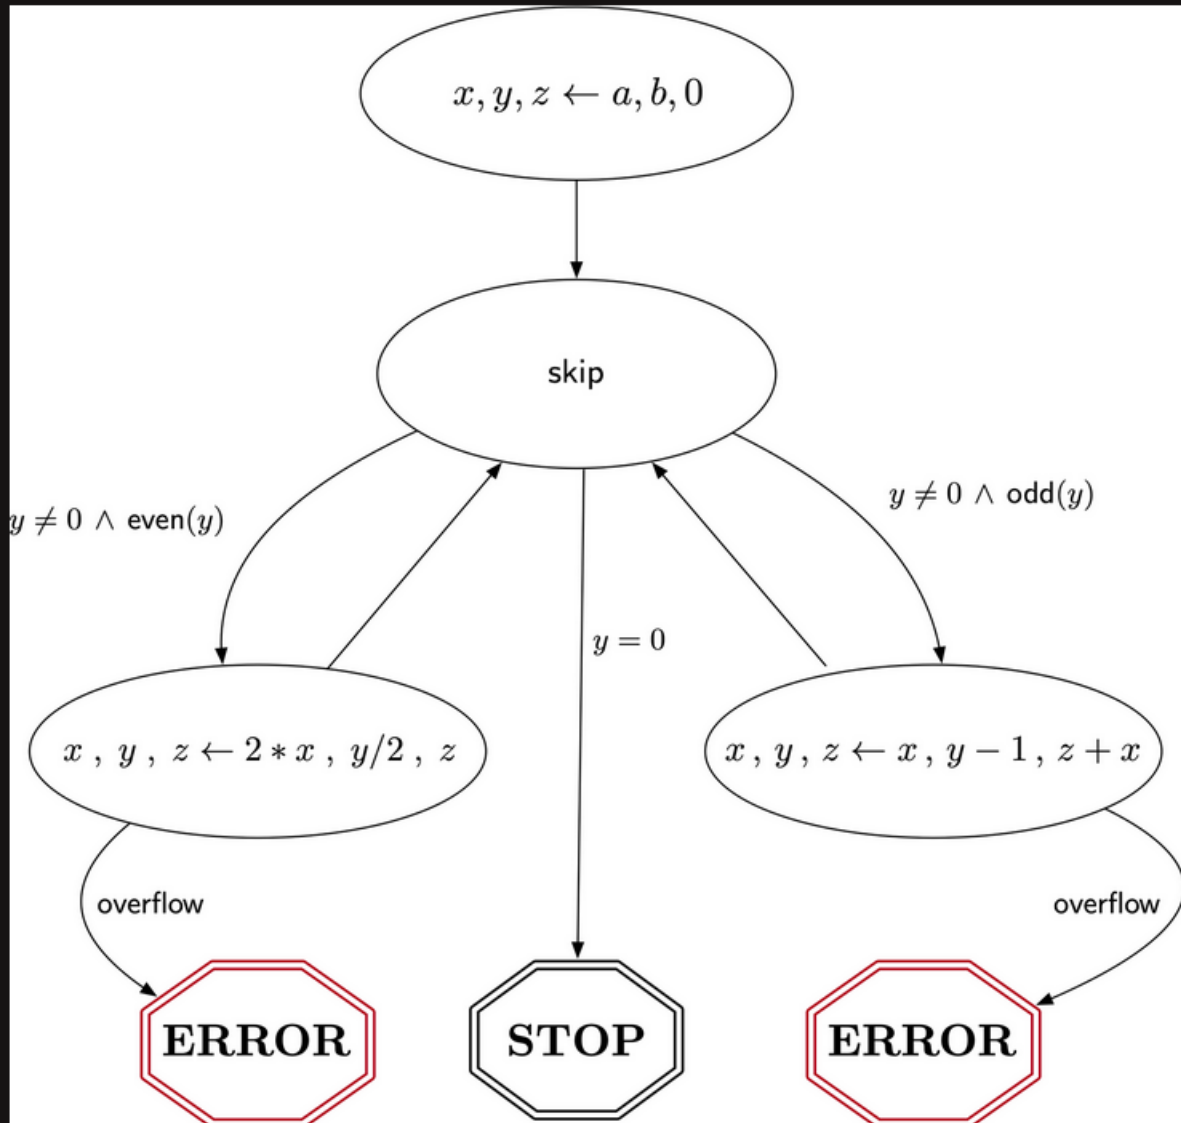 x, y, z ← a, b, 0
skip
y ≠ 0 ∧ even(y)
y ≠ 0 ∧ odd(y)
y = 0
x , y , z ← 2 ∗ x , y/2 , z
x , y , z ← x , y − 1 , z + x
overflow
overflow
ERROR
STOP
ERROR